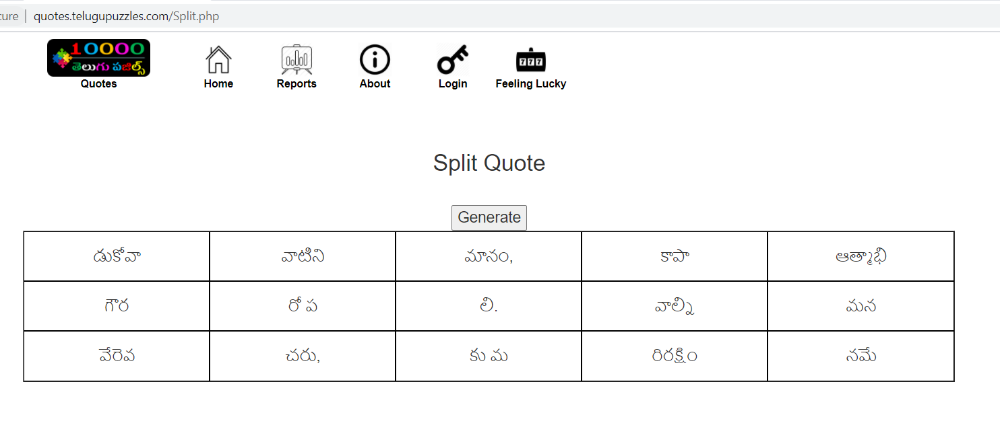 cure | quotes.telugupuzzles.com/Split.php
10000
తెలుగు పజిల్స్
Quotes Home Reports About Login Feeling Lucky
777
Split Quote
Generate
డుకోవా వాటిని మానం, కాపా ఆత్మాభి
గౌర రో ప లి. వాల్ని మన
వేరెవ చరు, కు మ రిరక్షిం నమే